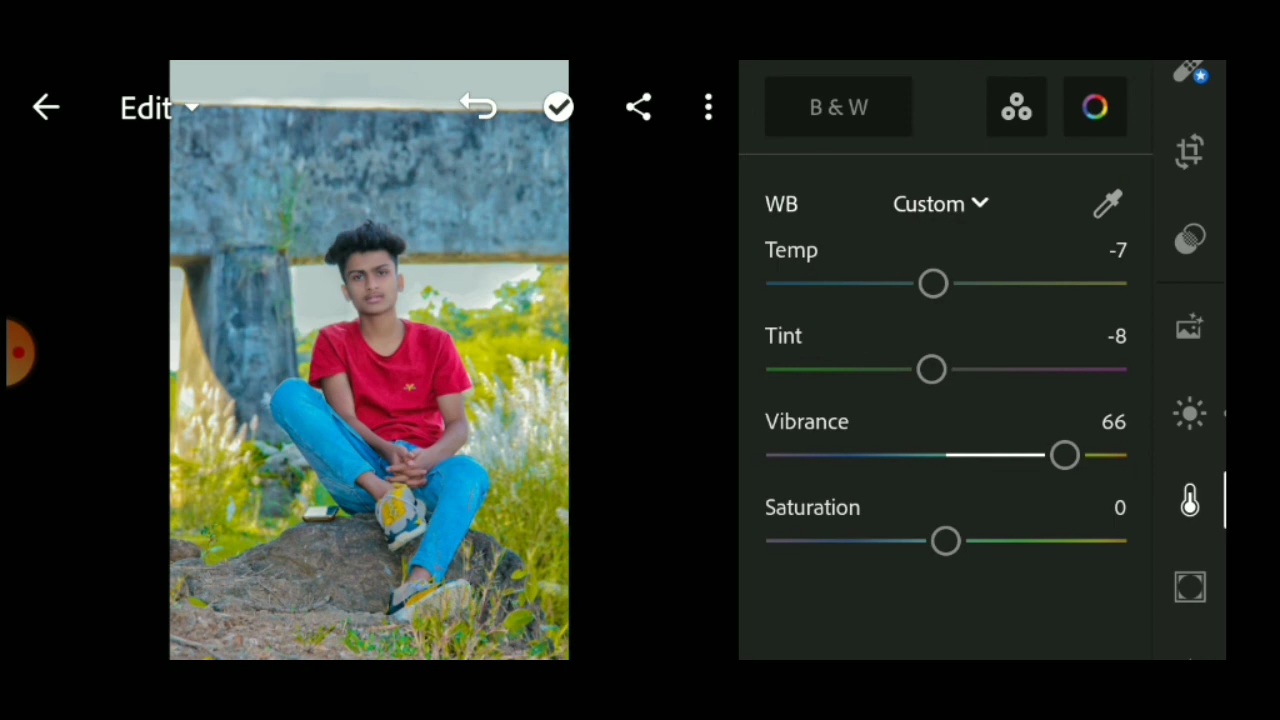 Edit
B & W
WB Custom
Temp -7
Tint -8
Vibrance 66
Saturation 0